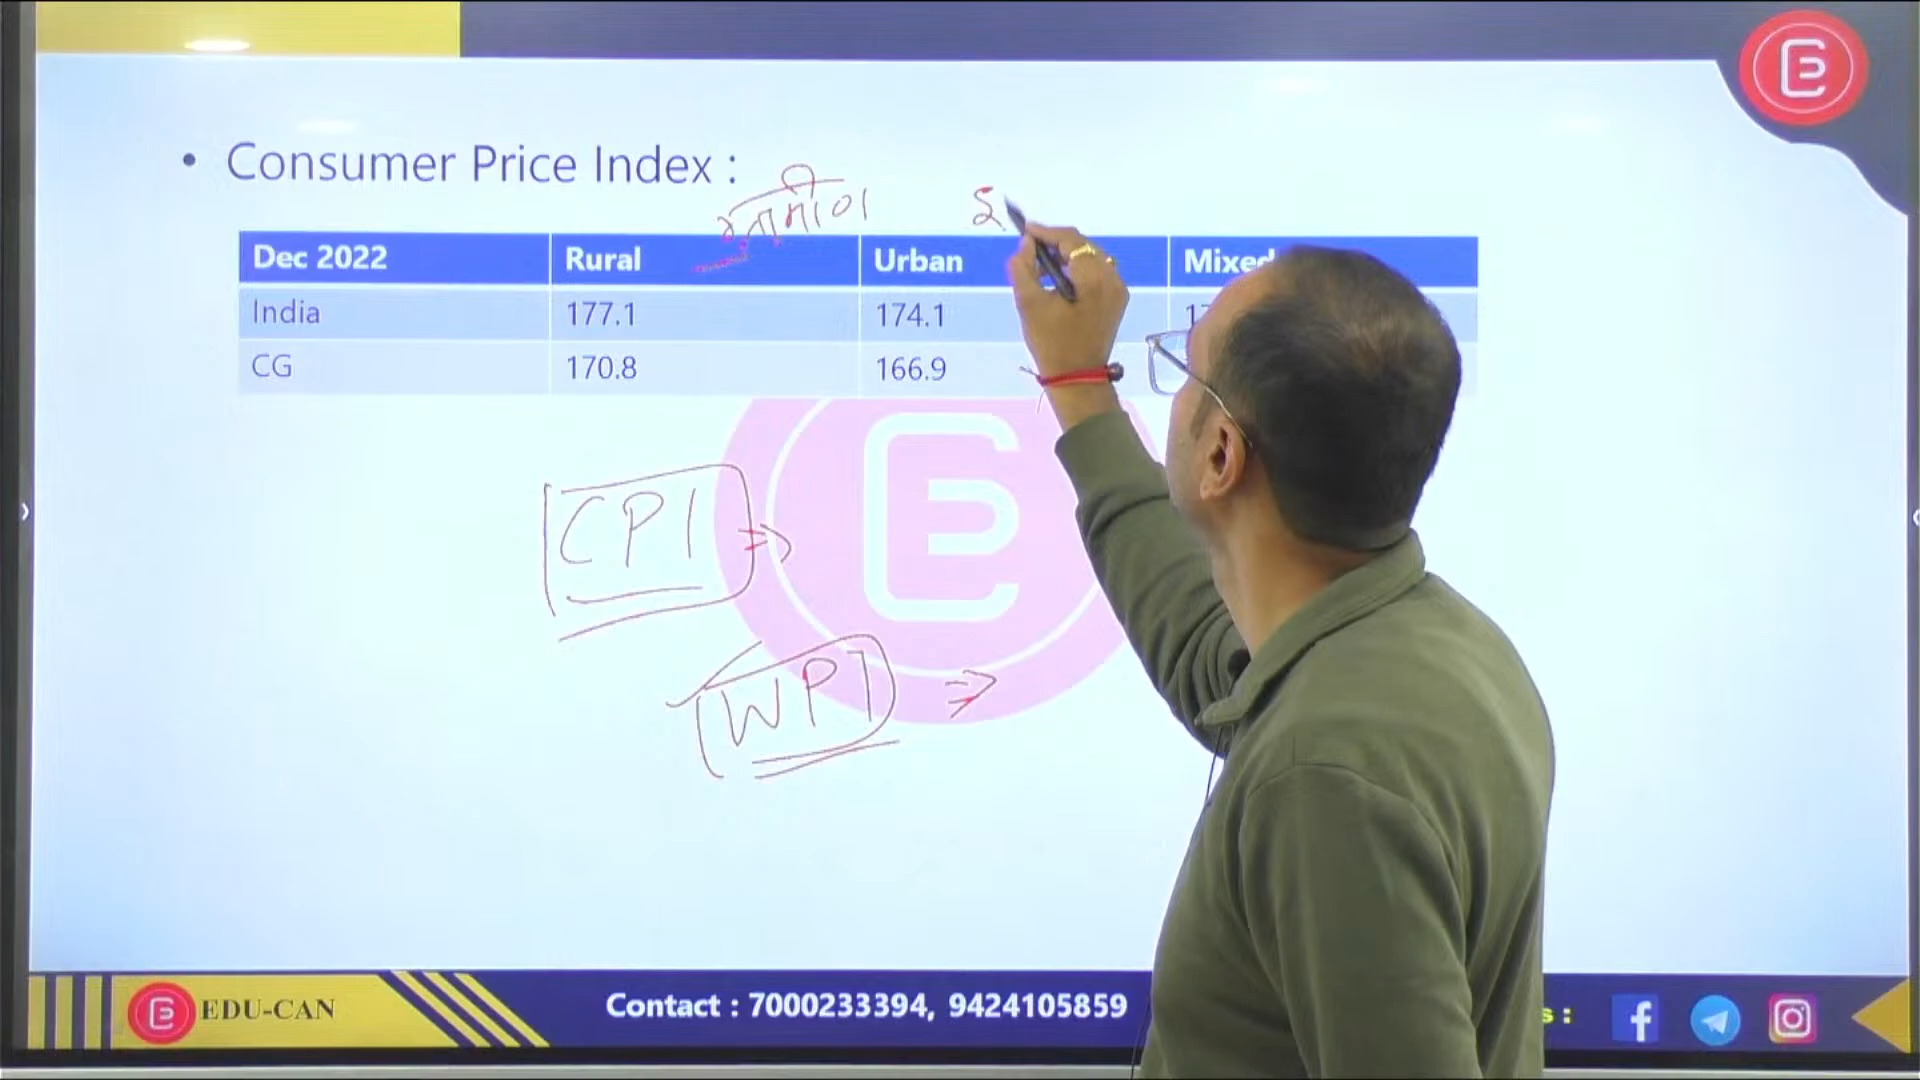 Consumer Price Index :
ग्रामीण
Dec 2022 Rural Urban Mixed
India 177.1 174.1
CG 170.8 166.9
CPI
WPI
EDU-CAN
Contact : 7000233394, 9424105859